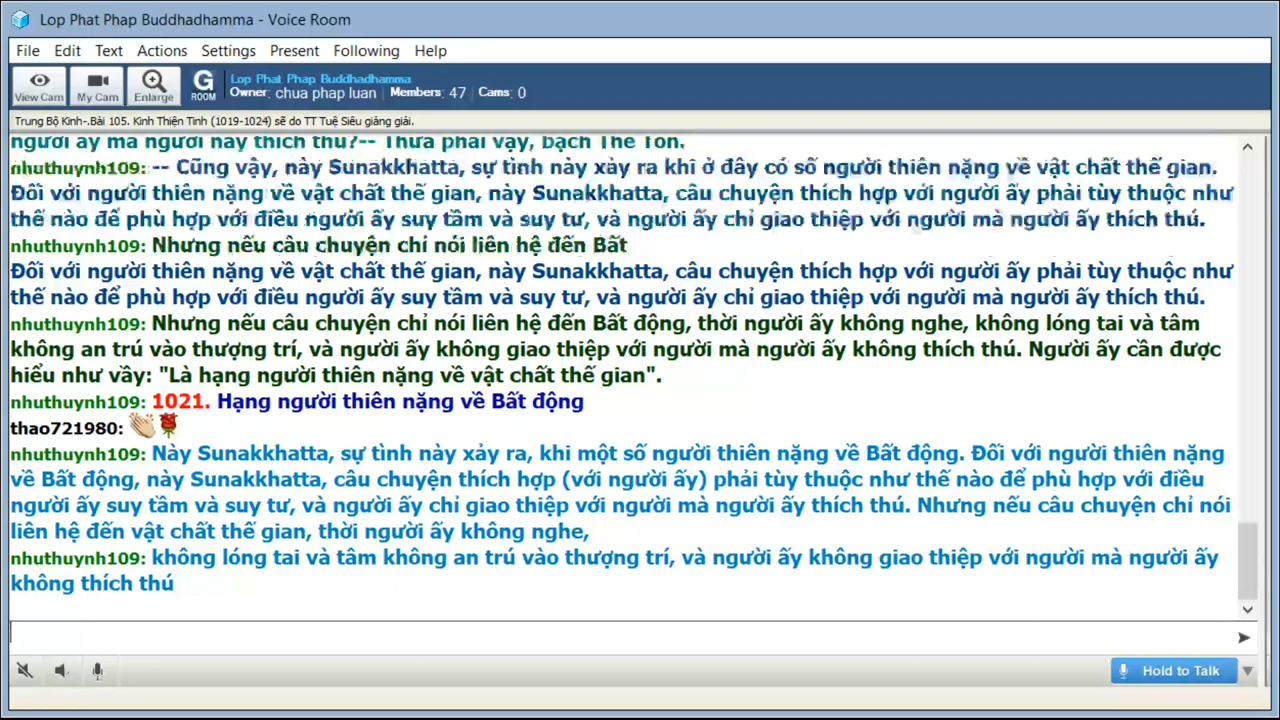 Lop Phat Phap Buddhadhamma - Voice Room
File Edit Text Actions Settings Present Following Help
View Cam My Cam Enlarge G ROOM
Lop Phat Phap Buddhadhamma
Owner: chua phap luan Members: 47 Cams: 0
Trung Bộ Kinh-.Bài 105. Kinh Thiện Tinh (1019-1024) sẽ do TT Tuệ Siêu giảng giải.
người ấy mà người này thích thú?-- Thưa phải vậy, bạch Thế Tôn.
nhuthuynh109: -- Cũng vậy, này Sunakkhatta, sự tình này xảy ra khi ở đây có số người thiên nặng về vật chất thế gian.
Đối với người thiên nặng về vật chất thế gian, này Sunakkhatta, câu chuyện thích hợp với người ấy phải tùy thuộc như
thế nào để phù hợp với điều người ấy suy tầm và suy tư, và người ấy chỉ giao thiệp với người mà người ấy thích thú.
nhuthuynh109: Nhưng nếu câu chuyện chỉ nói liên hệ đến Bất
Đối với người thiên nặng về vật chất thế gian, này Sunakkhatta, câu chuyện thích hợp với người ấy phải tùy thuộc như
thế nào để phù hợp với điều người ấy suy tầm và suy tư, và người ấy chỉ giao thiệp với người mà người ấy thích thú.
nhuthuynh109: Nhưng nếu câu chuyện chỉ nói liên hệ đến Bất động, thời người ấy không nghe, không lóng tai và tâm
không an trú vào thượng trí, và người ấy không giao thiệp với người mà người ấy không thích thú. Người ấy cần được
hiểu như vầy: "Là hạng người thiên nặng về vật chất thế gian".
nhuthuynh109: 1021. Hạng người thiên nặng về Bất động
thao721980:
nhuthuynh109: Này Sunakkhatta, sự tình này xảy ra, khi một số người thiên nặng về Bất động. Đối với người thiên nặng
về Bất động, này Sunakkhatta, câu chuyện thích hợp (với người ấy) phải tùy thuộc như thế nào để phù hợp với điều
người ấy suy tầm và suy tư, và người ấy chỉ giao thiệp với người mà người ấy thích thú. Nhưng nếu câu chuyện chỉ nói
liên hệ đến vật chất thế gian, thời người ấy không nghe,
nhuthuynh109: không lóng tai và tâm không an trú vào thượng trí, và người ấy không giao thiệp với người mà người ấy
không thích thú
Hold to Talk